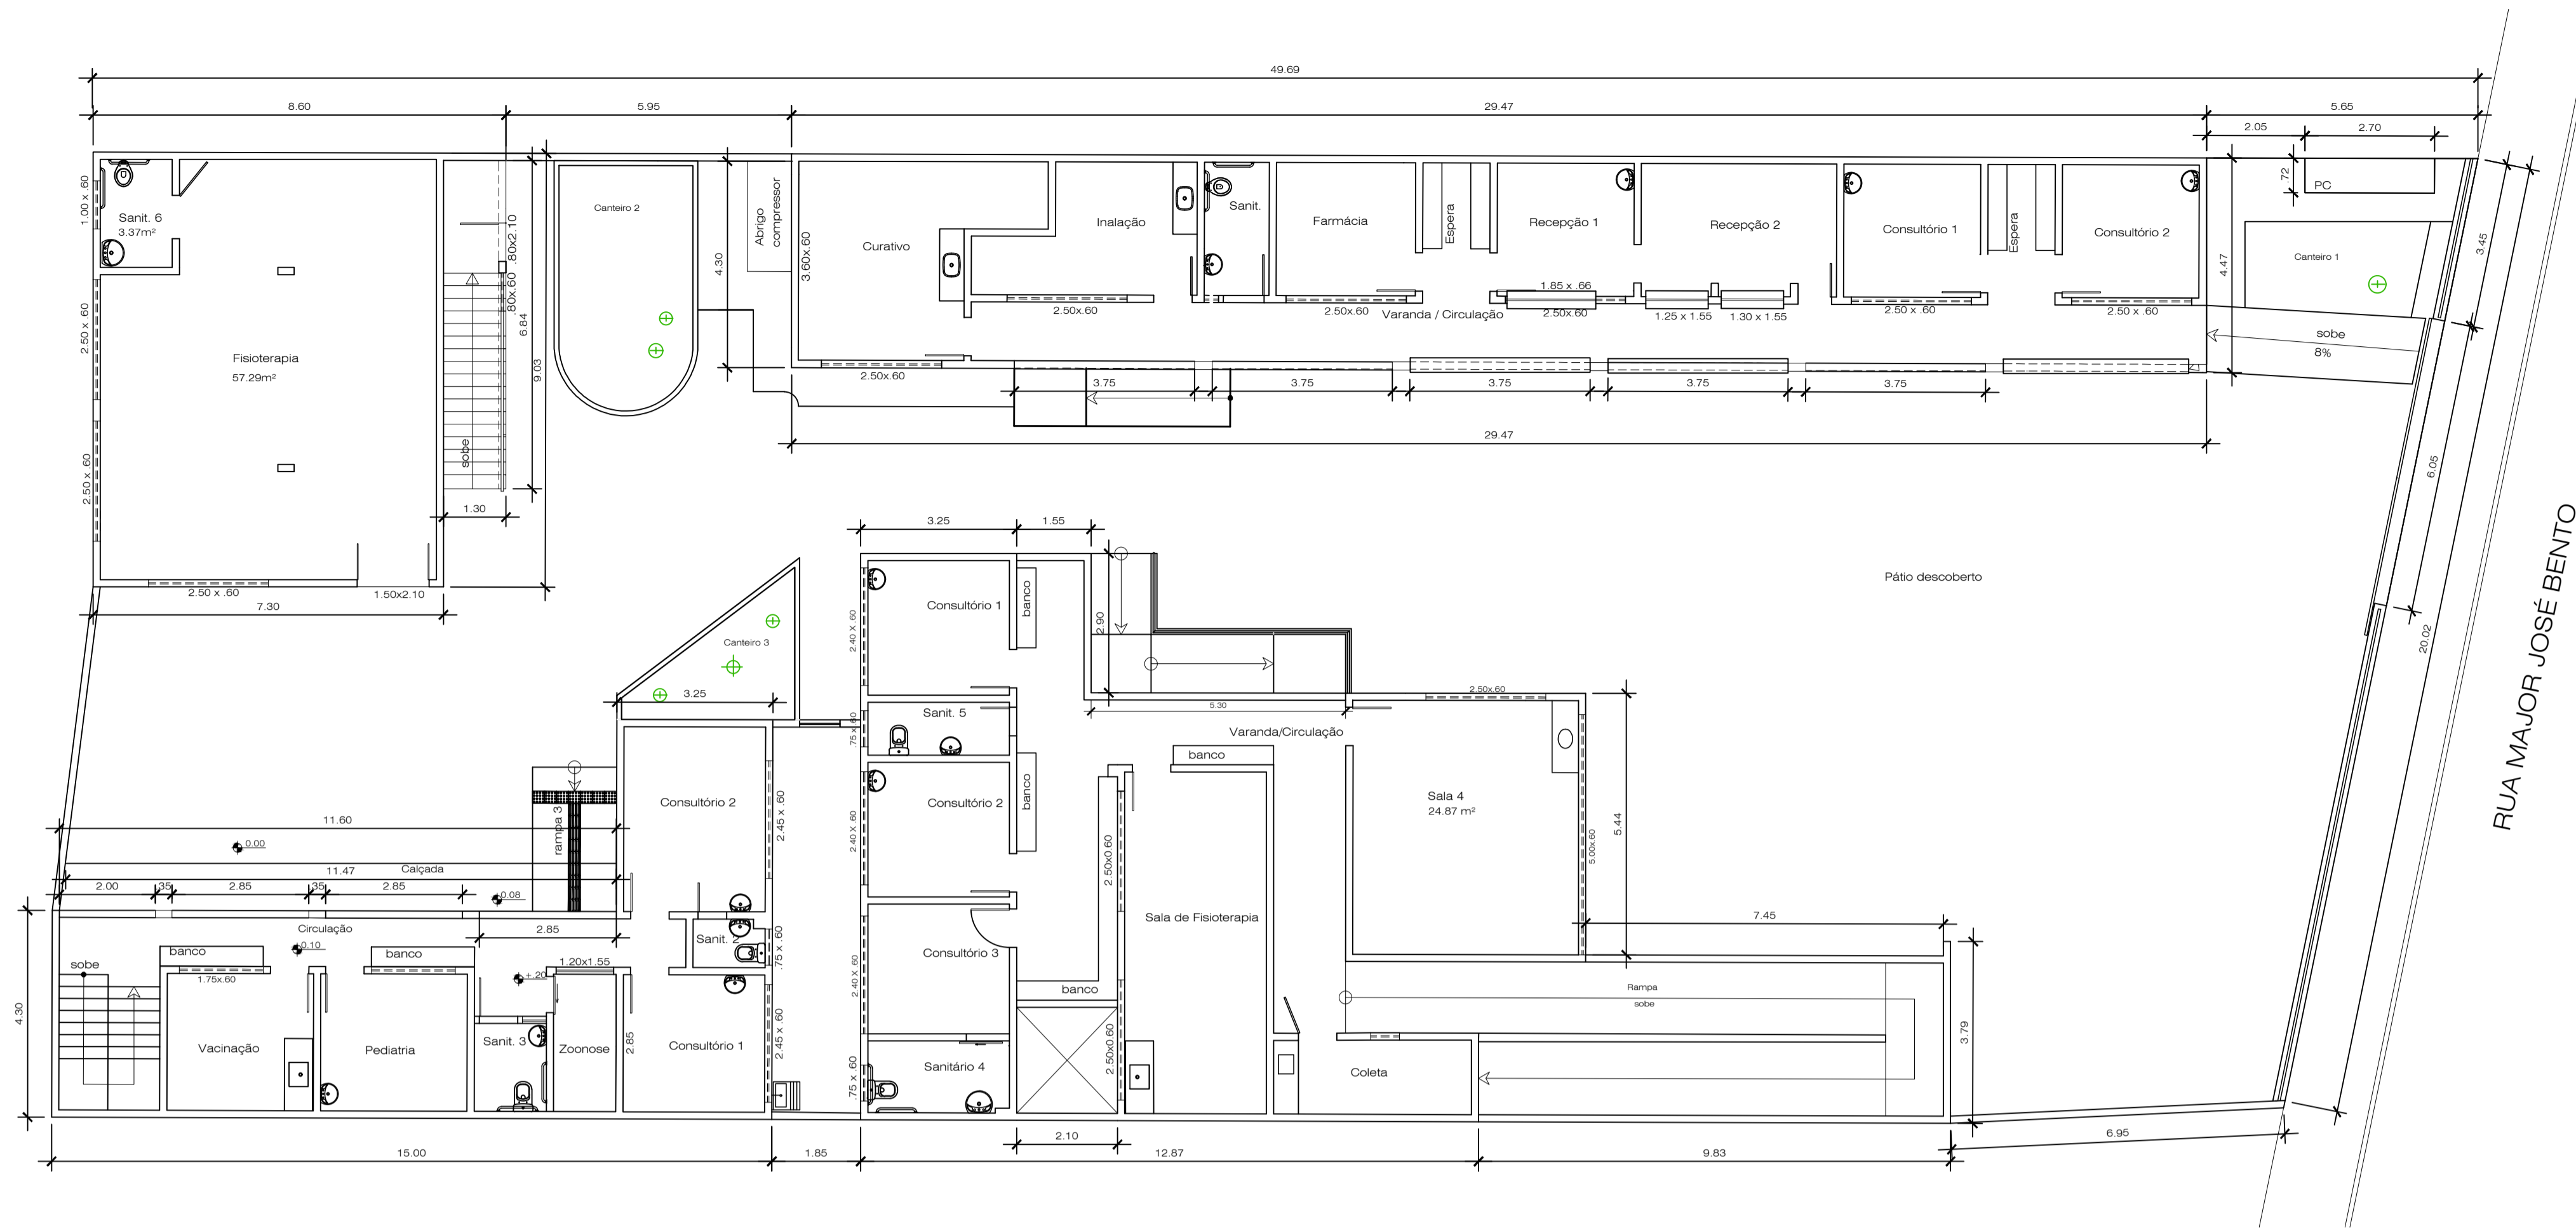 49.69
8.60
5.95
29.47
5.65
2.05
2.70
1.00 x .60
Sanit. 6
3.37m²
.80x2.10
.80x.60
6.84
9.03
Canteiro 2
Abrigo
compressor
4.30
3.60x.60
Curativo
Inalação
Sanit.
Farmácia
Espera
Recepção 1
Recepção 2
Consultório 1
Espera
Consultório 2
4.47
.72
PC
Canteiro 1
3.45
2.50x.60
2.50x.60
Varanda / Circulação
1.85 x .66
2.50x.60
1.25 x 1.55
1.30 x 1.55
2.50 x .60
2.50 x .60
sobe
8%
2.50 x .60
Fisioterapia
57.29m²
2.50x.60
3.75
3.75
3.75
3.75
3.75
29.47
2.50 x .60
sobe
1.30
6.05
20.02
RUA MAJOR JOSÉ BENTO
3.25
1.55
Pátio descoberto
2.50 x .60
1.50x2.10
7.30
2.40 X .60
Consultório 1
banco
2.90
Canteiro 3
3.25
.75 x .60
Sanit. 5
2.50x.60
5.30
Varanda/Circulação
banco
Consultório 2
2.45 x .60
2.40 X .60
Consultório 2
banco
Sala 4
24.87 m²
5.00x.60
5.44
rampa 3
11.60
0.00
11.47
Calçada
2.00
.35
2.85
.35
2.85
0.08
2.50x0.60
Sala de Fisioterapia
7.45
Circulação
2.85
0.10
banco
banco
sobe
1.75x.60
+.20
1.20x1.55
Sanit. 2
.75 x .60
2.40 X .60
Consultório 3
banco
Rampa
sobe
4.30
Vacinação
Pediatria
Sanit. 3
Zoonose
2.85
Consultório 1
2.45 x .60
.75 x .60
Sanitário 4
2.50x0.60
Coleta
3.79
2.10
15.00
1.85
12.87
9.83
6.95